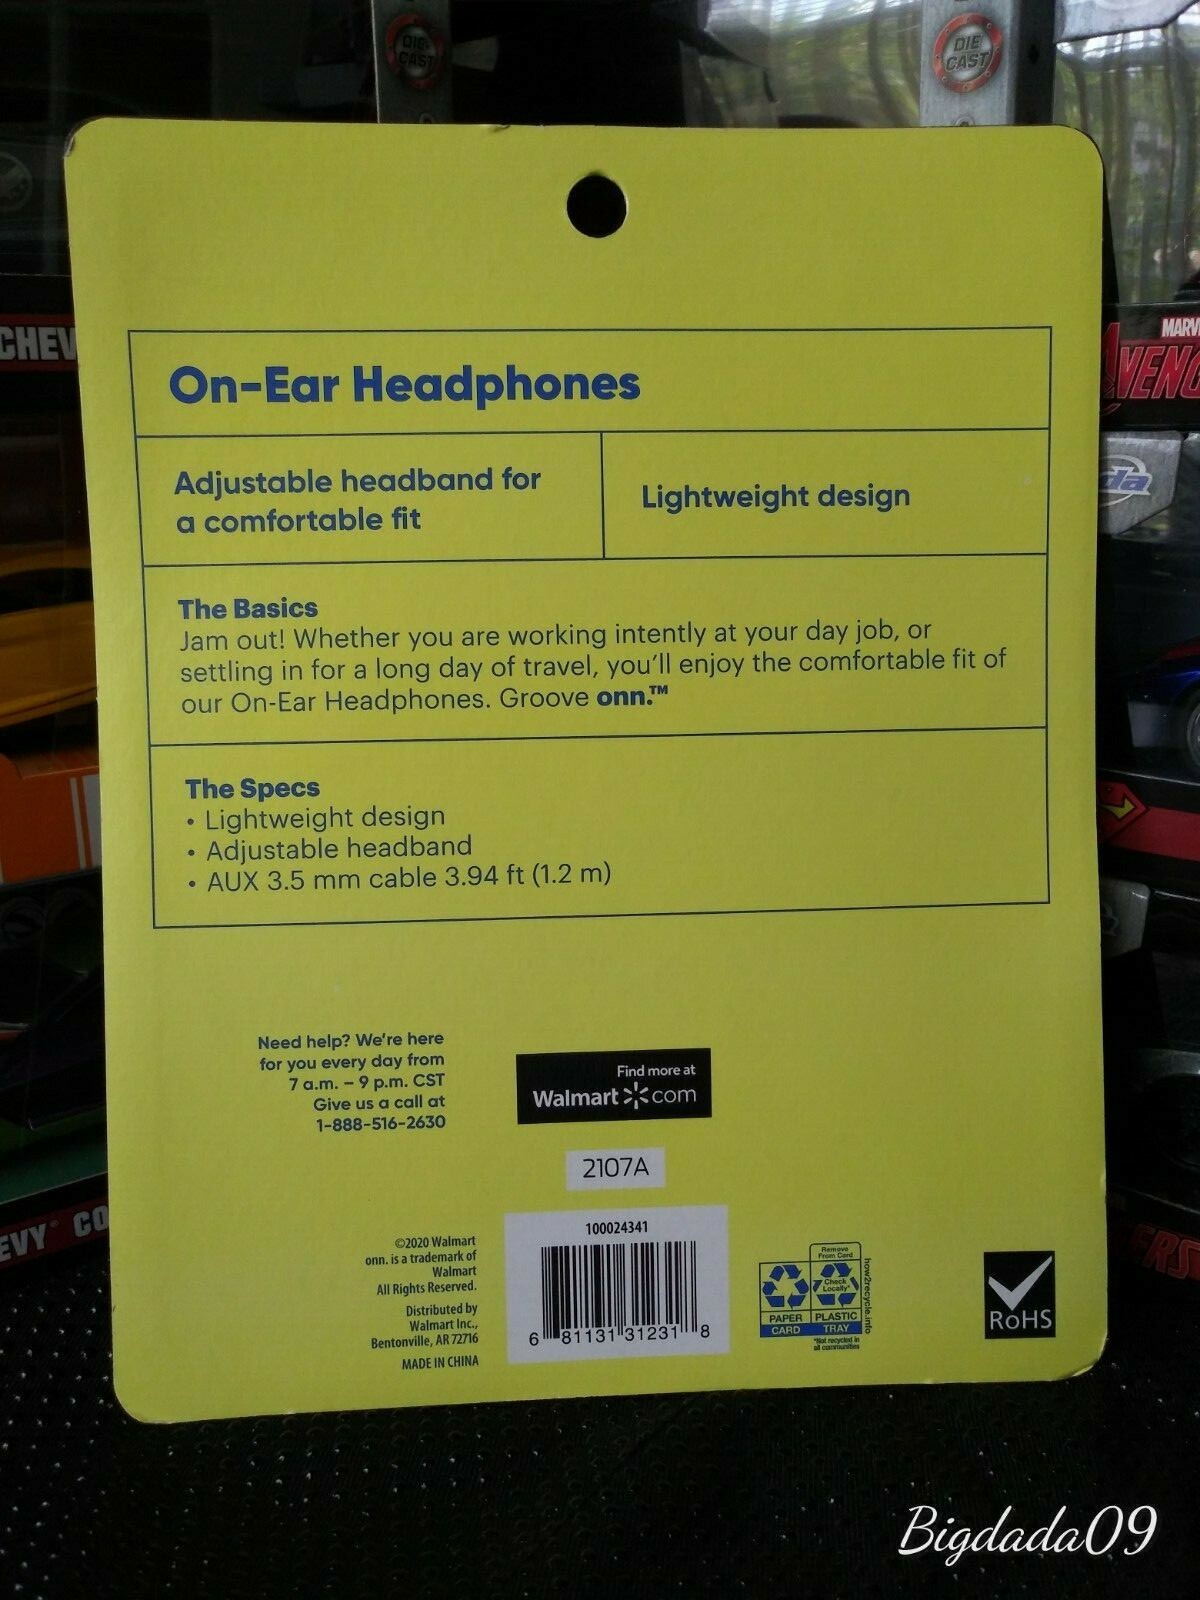 DIE CAST
DIE CAST
CHEV
MARV
AVENG
On-Ear Headphones
Adjustable headband for
a comfortable fit
Lightweight design
The Basics
Jam out! Whether you are working intently at your day job, or
settling in for a long day of travel, you'll enjoy the comfortable fit of
our On-Ear Headphones. Groove onn.™
The Specs
• Lightweight design
• Adjustable headband
• AUX 3.5 mm cable 3.94 ft (1.2 m)
Need help? We're here
for you every day from
7 a.m. – 9 p.m. CST
Give us a call at
1-888-516-2630
Find more at
Walmart com
2107A
©2020 Walmart
onn. is a trademark of
Walmart
All Rights Reserved.
Distributed by
Walmart Inc.,
Bentonville, AR 72716
MADE IN CHINA
100024341
6 81131 31231 8
Remove
From Card
Check
Locally*
PAPER
CARD
PLASTIC
TRAY
*Not recycled in
all communities
how2recycle.info
RoHS
EVY CO
ERS
Bigdada09